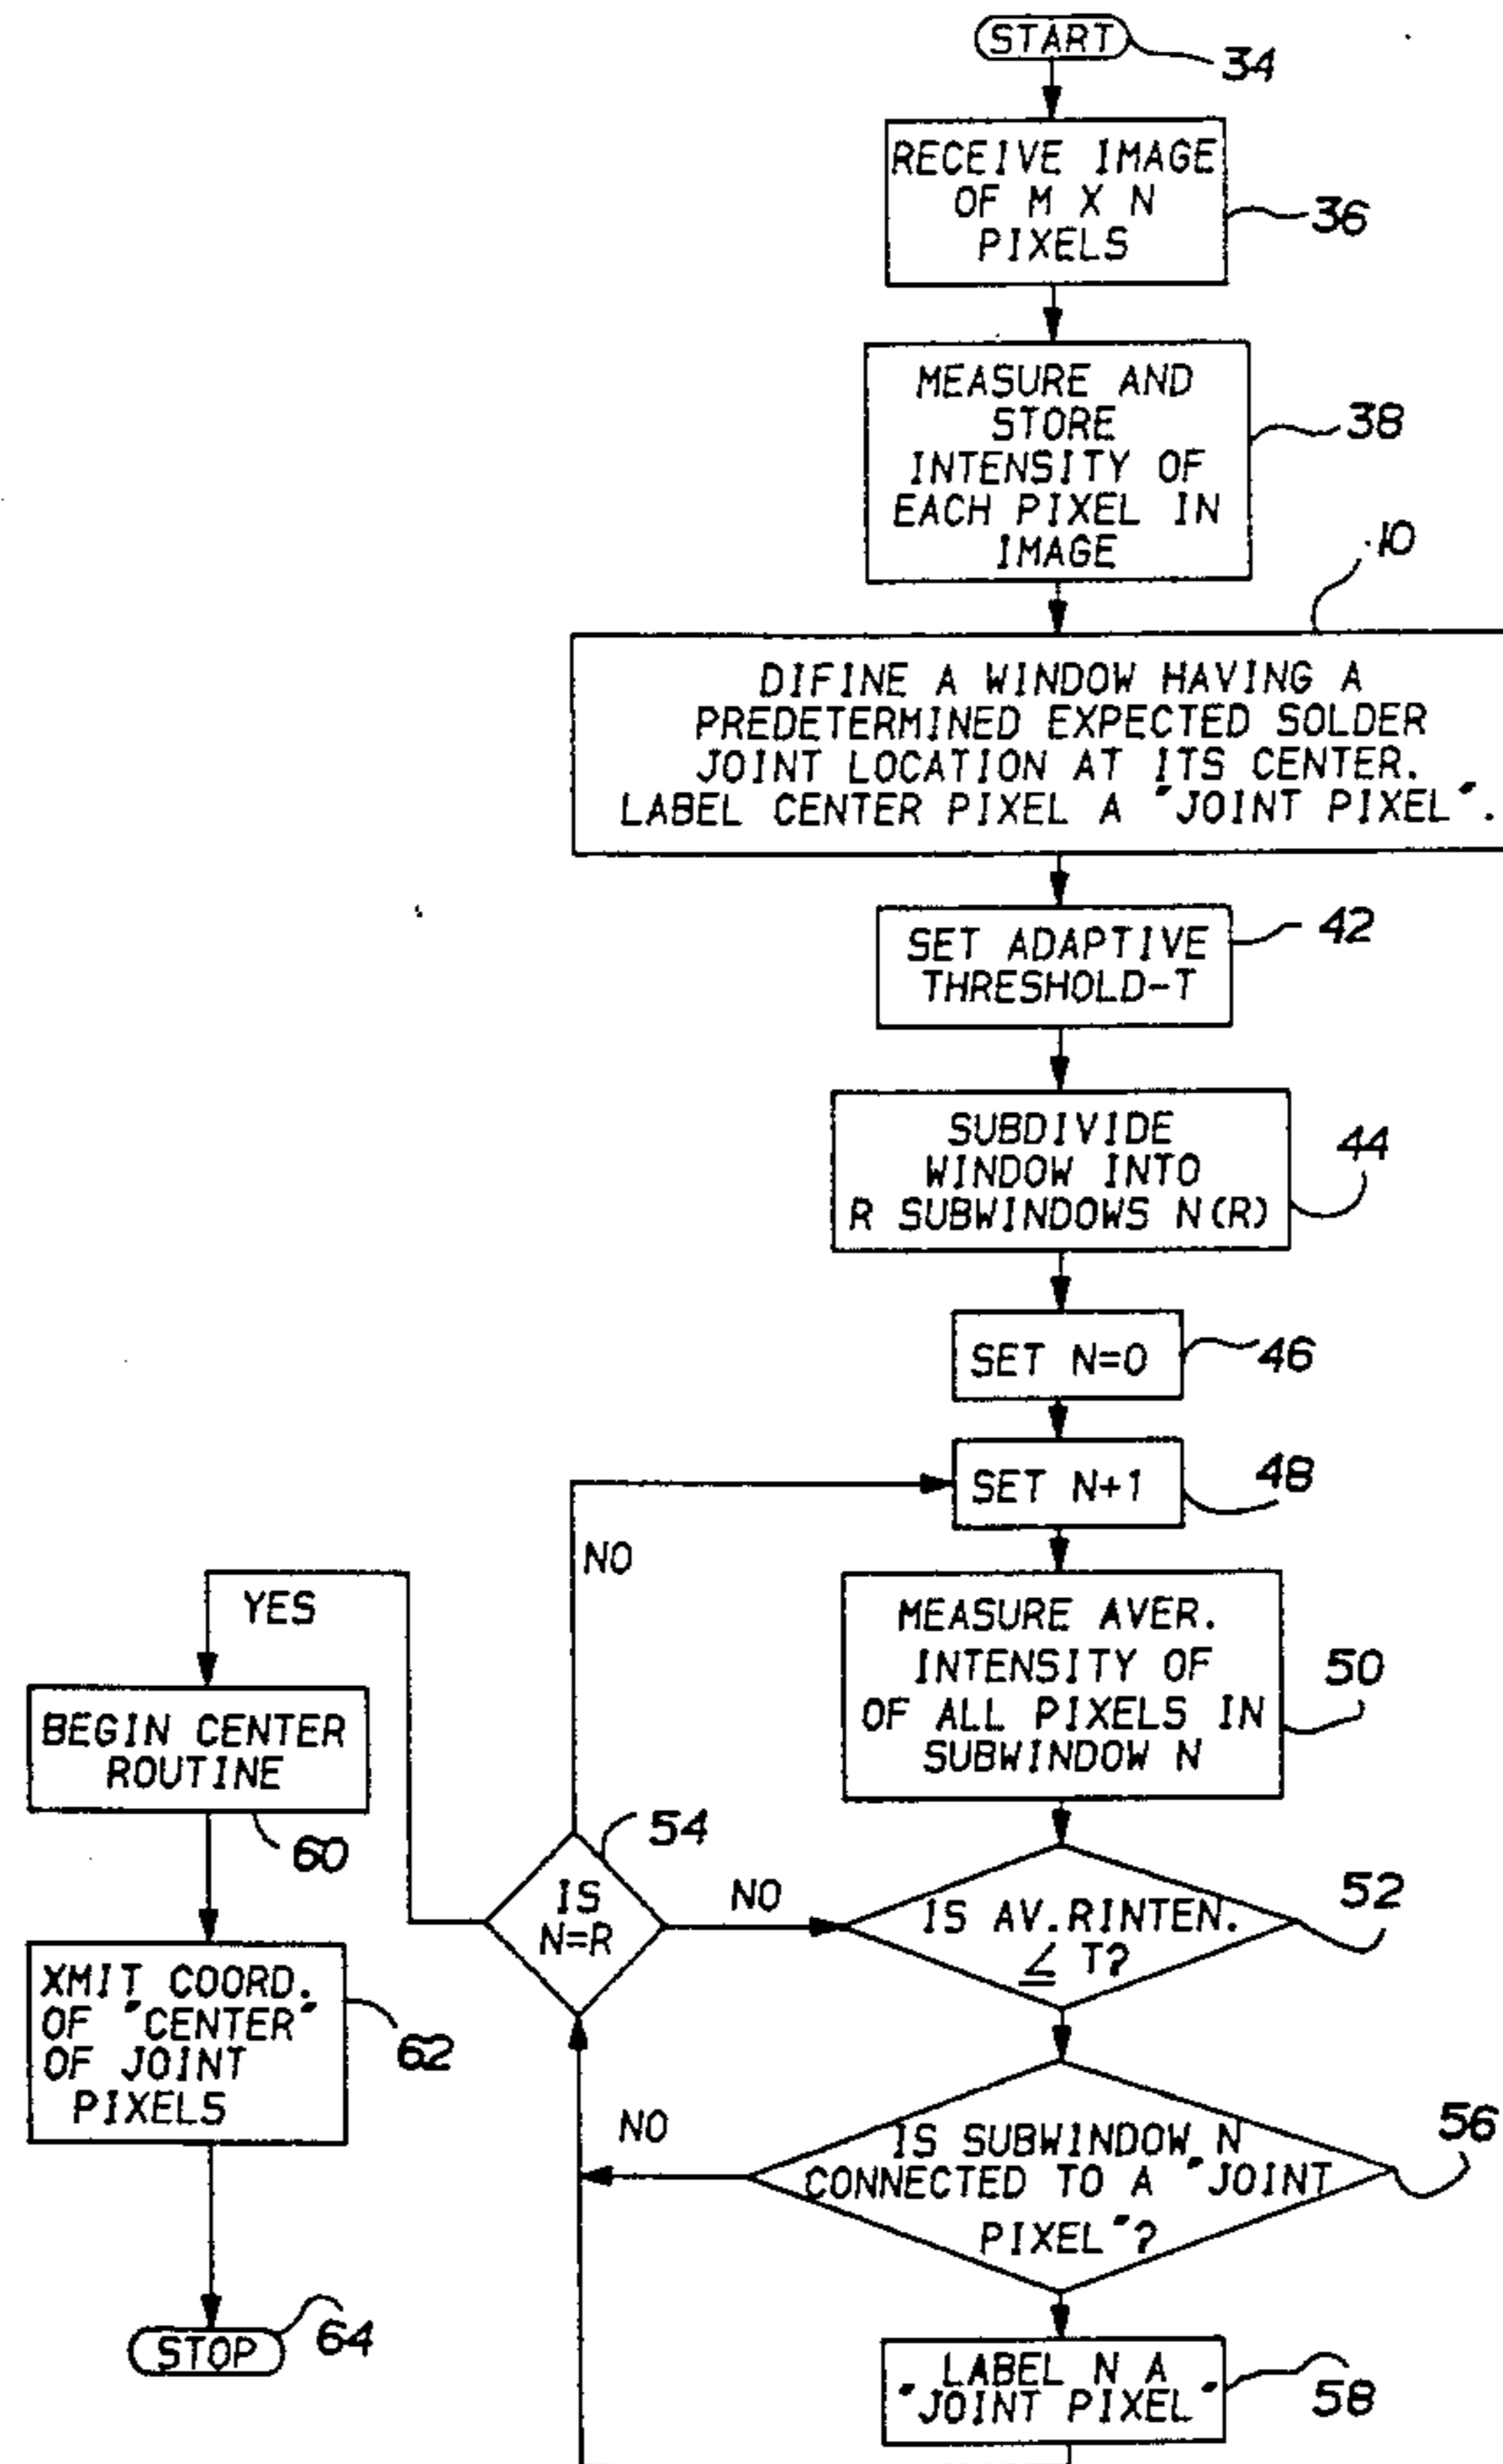 START
34
RECEIVE IMAGE
OF M X N
PIXELS
36
MEASURE AND
STORE
INTENSITY OF
EACH PIXEL IN
IMAGE
38
10
DIFINE A WINDOW HAVING A
PREDETERMINED EXPECTED SOLDER
JOINT LOCATION AT ITS CENTER.
LABEL CENTER PIXEL A "JOINT PIXEL".
SET ADAPTIVE
THRESHOLD-T
42
SUBDIVIDE
WINDOW INTO
R SUBWINDOWS N(R)
44
SET N=0
46
SET N+1
48
NO
YES
MEASURE AVER.
INTENSITY OF
OF ALL PIXELS IN
SUBWINDOW N
50
BEGIN CENTER
ROUTINE
60
54
IS
N=R
NO
IS AV.RINTEN.
≤ T?
52
XMIT COORD.
OF "CENTER"
OF JOINT
PIXELS
62
NO
IS SUBWINDOW N
CONNECTED TO A "JOINT
PIXEL"?
56
STOP
64
LABEL N A
"JOINT PIXEL"
58